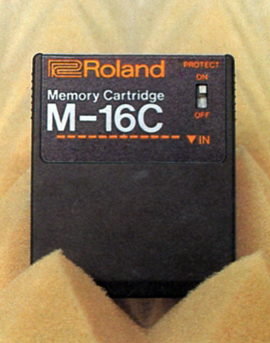 Roland
Memory Cartridge
M-16C
PROTECT
ON
OFF
▼IN